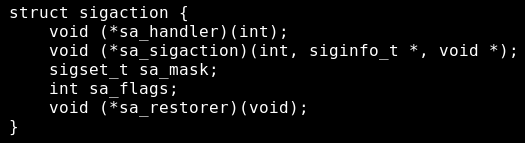 struct sigaction {
    void (*sa_handler)(int);
    void (*sa_sigaction)(int, siginfo_t *, void *);
    sigset_t sa_mask;
    int sa_flags;
    void (*sa_restorer)(void);
}